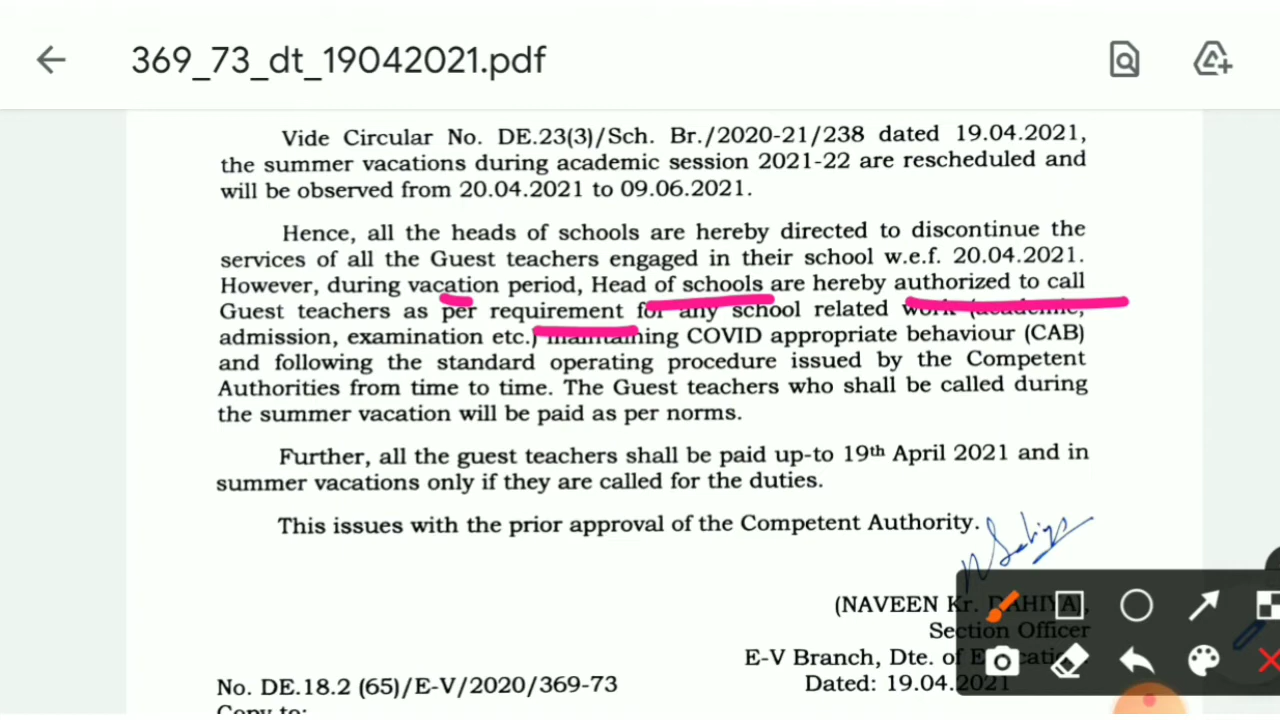 369_73_dt_19042021.pdf
Vide Circular No. DE.23(3)/Sch. Br./2020-21/238 dated 19.04.2021,
the summer vacations during academic session 2021-22 are rescheduled and
will be observed from 20.04.2021 to 09.06.2021.
Hence, all the heads of schools are hereby directed to discontinue the
services of all the Guest teachers engaged in their school w.e.f. 20.04.2021.
However, during vacation period, Head of schools are hereby authorized to call
Guest teachers as per requirement for any school related work (academic,
admission, examination etc.) maintaining COVID appropriate behaviour (CAB)
and following the standard operating procedure issued by the Competent
Authorities from time to time. The Guest teachers who shall be called during
the summer vacation will be paid as per norms.
Further, all the guest teachers shall be paid up-to 19th April 2021 and in
summer vacations only if they are called for the duties.
This issues with the prior approval of the Competent Authority.
(NAVEEN Kr. DAHIYA),
Section Officer
E-V Branch, Dte. of Education
No. DE.18.2 (65)/E-V/2020/369-73 Dated: 19.04.2021
Copy to: